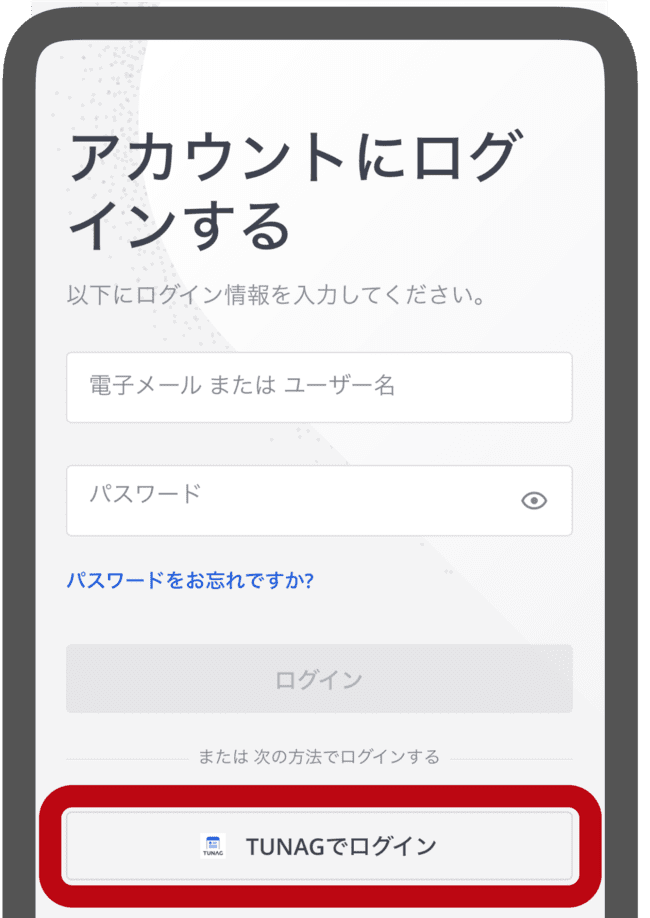 アカウントにログ
インする
以下にログイン情報を入力してください。
電子メール または ユーザー名
パスワード
パスワードをお忘れですか?
ログイン
または 次の方法でログインする
TUNAG
TUNAGでログイン